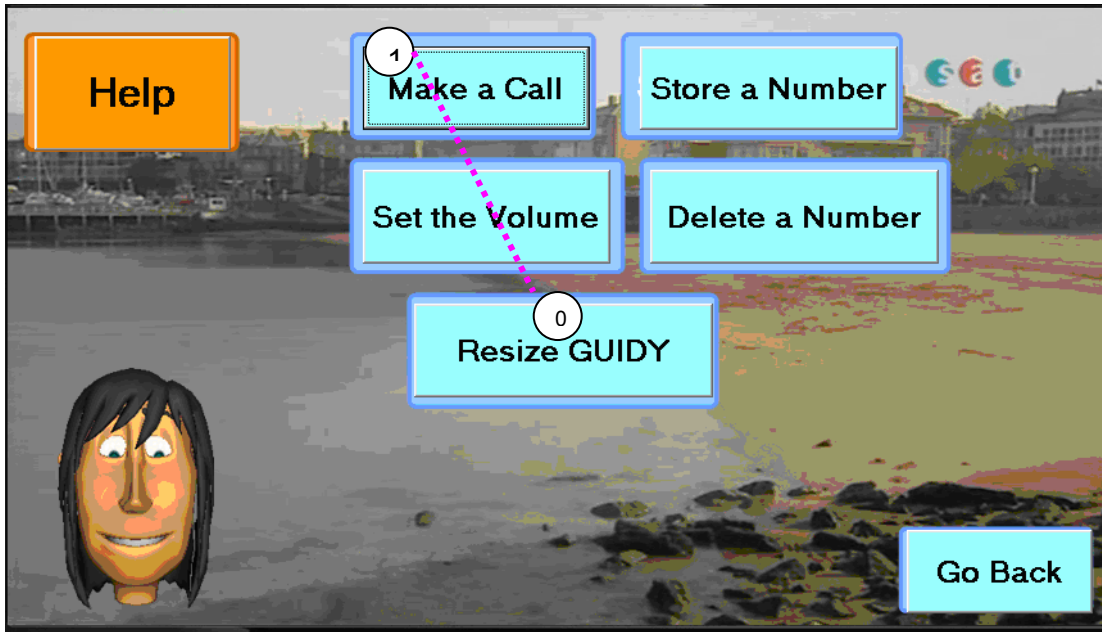 Help
1
Make a Call
Store a Number
Set the Volume
Delete a Number
0
Resize GUIDY
Go Back